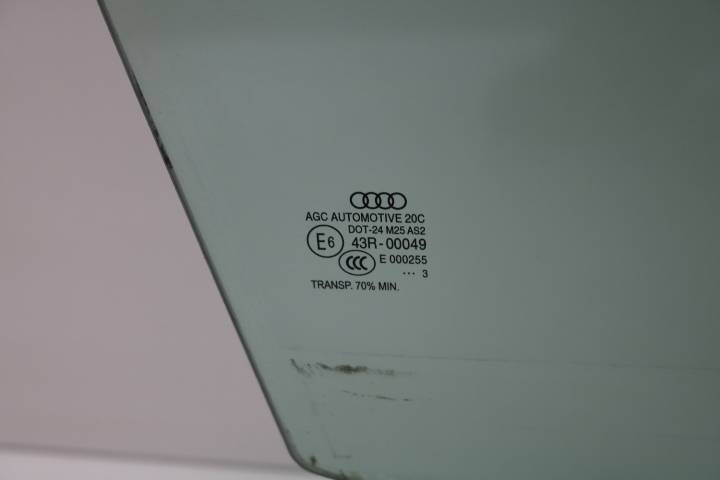 AGC AUTOMOTIVE 20C
DOT-24 M25 AS2
E6 43R-00049
CCC E 000255
... 3
TRANSP. 70% MIN.